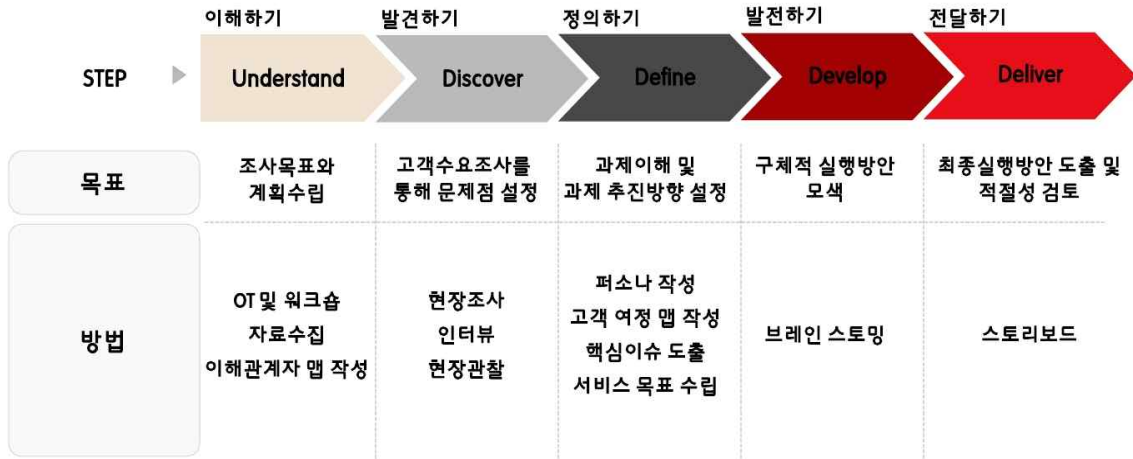 이해하기
발견하기
정의하기
발전하기
전달하기
STEP
Understand
Discover
Define
Develop
Deliver
목표
조사목표와
계획수립
고객수요조사를
통해 문제점 설정
과제이해 및
과제 추진방향 설정
구체적 실행방안
모색
최종실행방안 도출 및
적절성 검토
방법
OT 및 워크숍
자료수집
이해관계자 맵 작성
현장조사
인터뷰
현장관찰
퍼소나 작성
고객 여정 맵 작성
핵심이슈 도출
서비스 목표 수립
브레인 스토밍
스토리보드